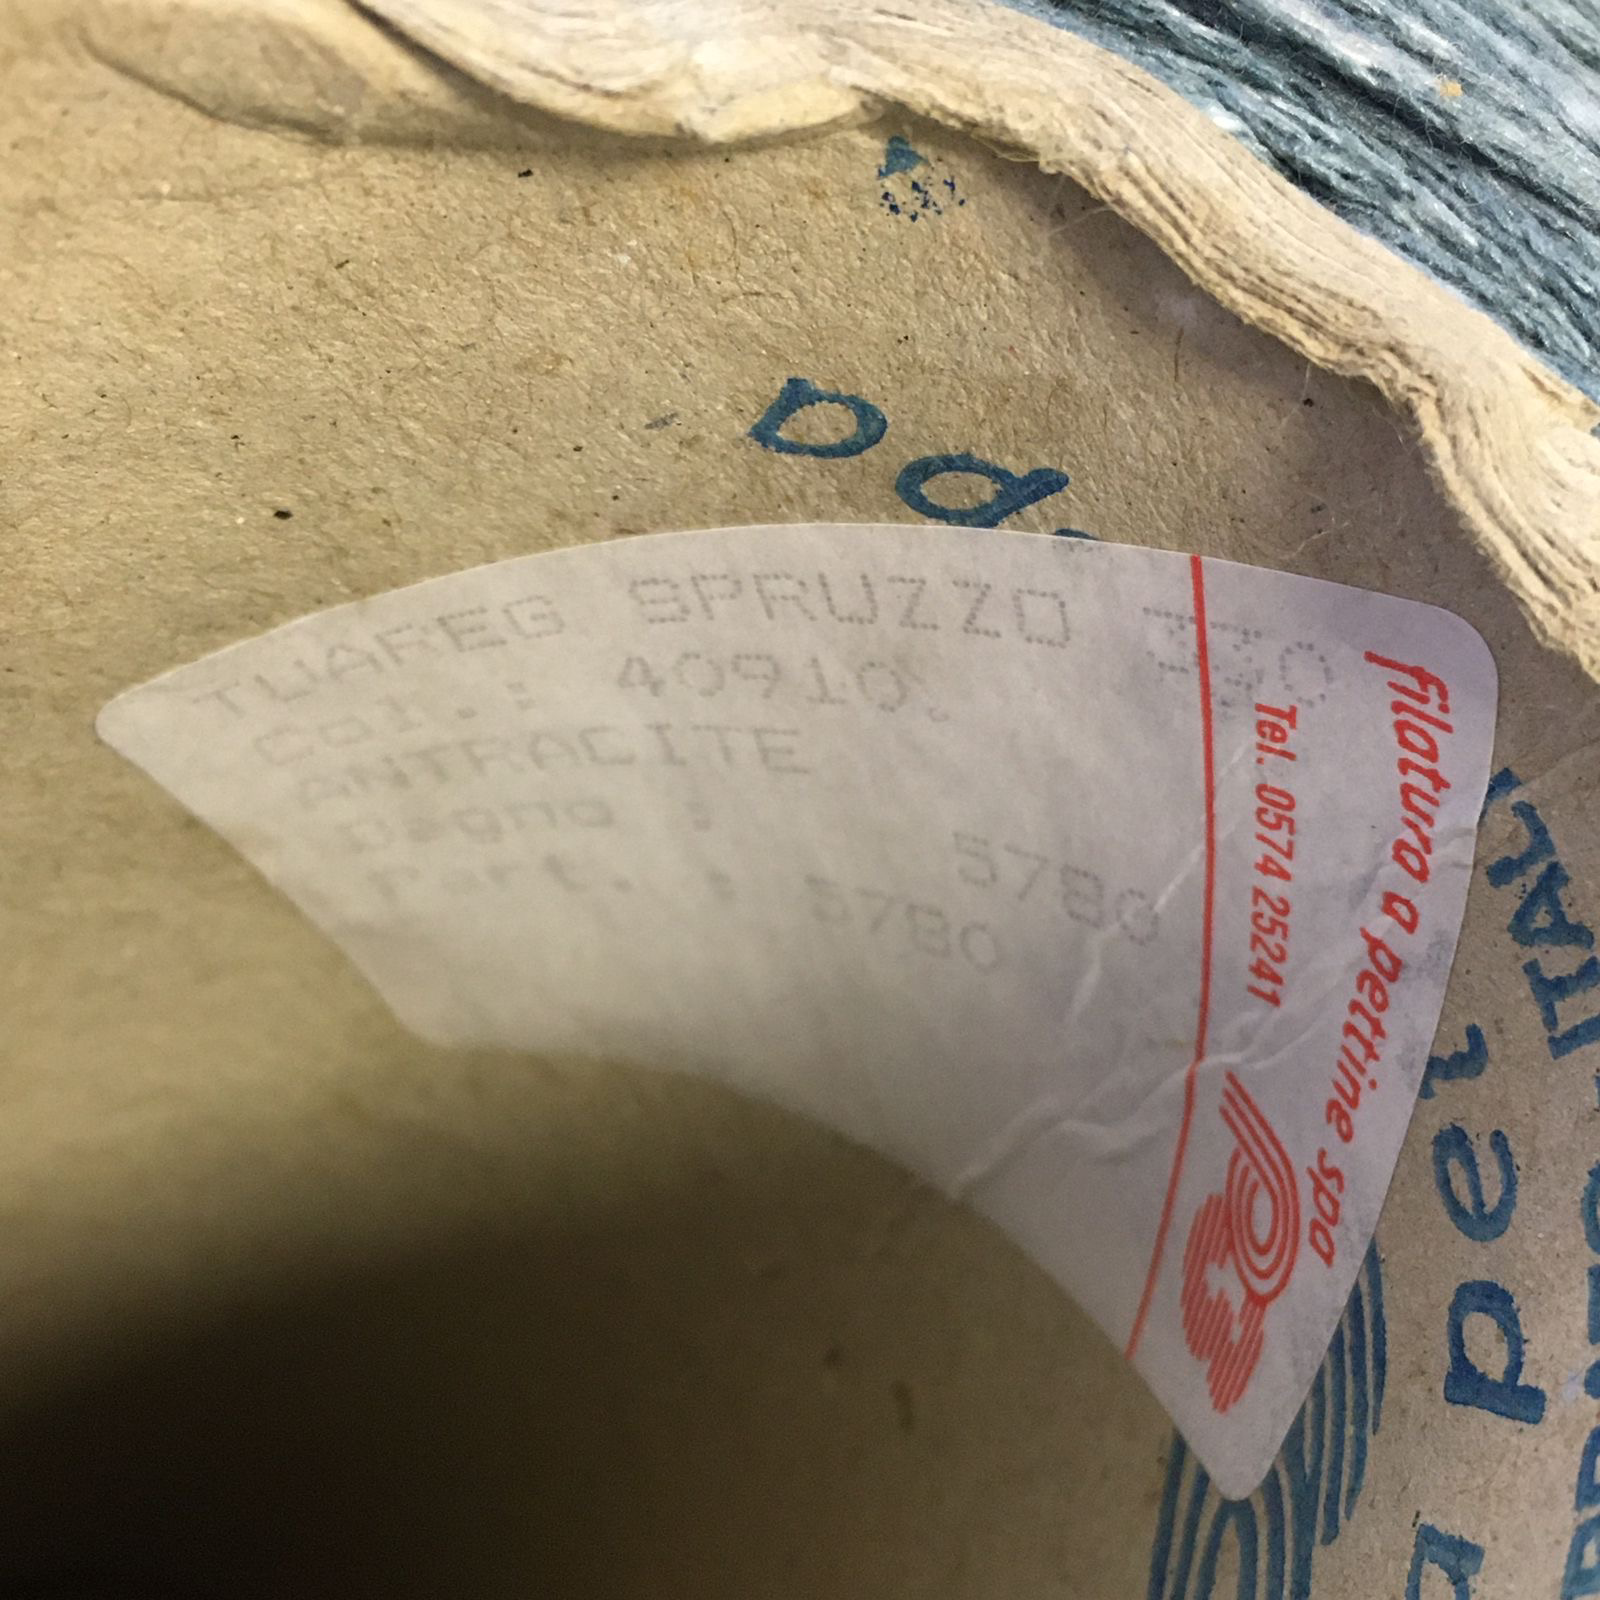 TUAREG SPRUZZO
Col.: 40910.
ANTRACITE
Bagno : 5780
Part. : 5780
Tel. 0574 25241
filatura a pettine spa